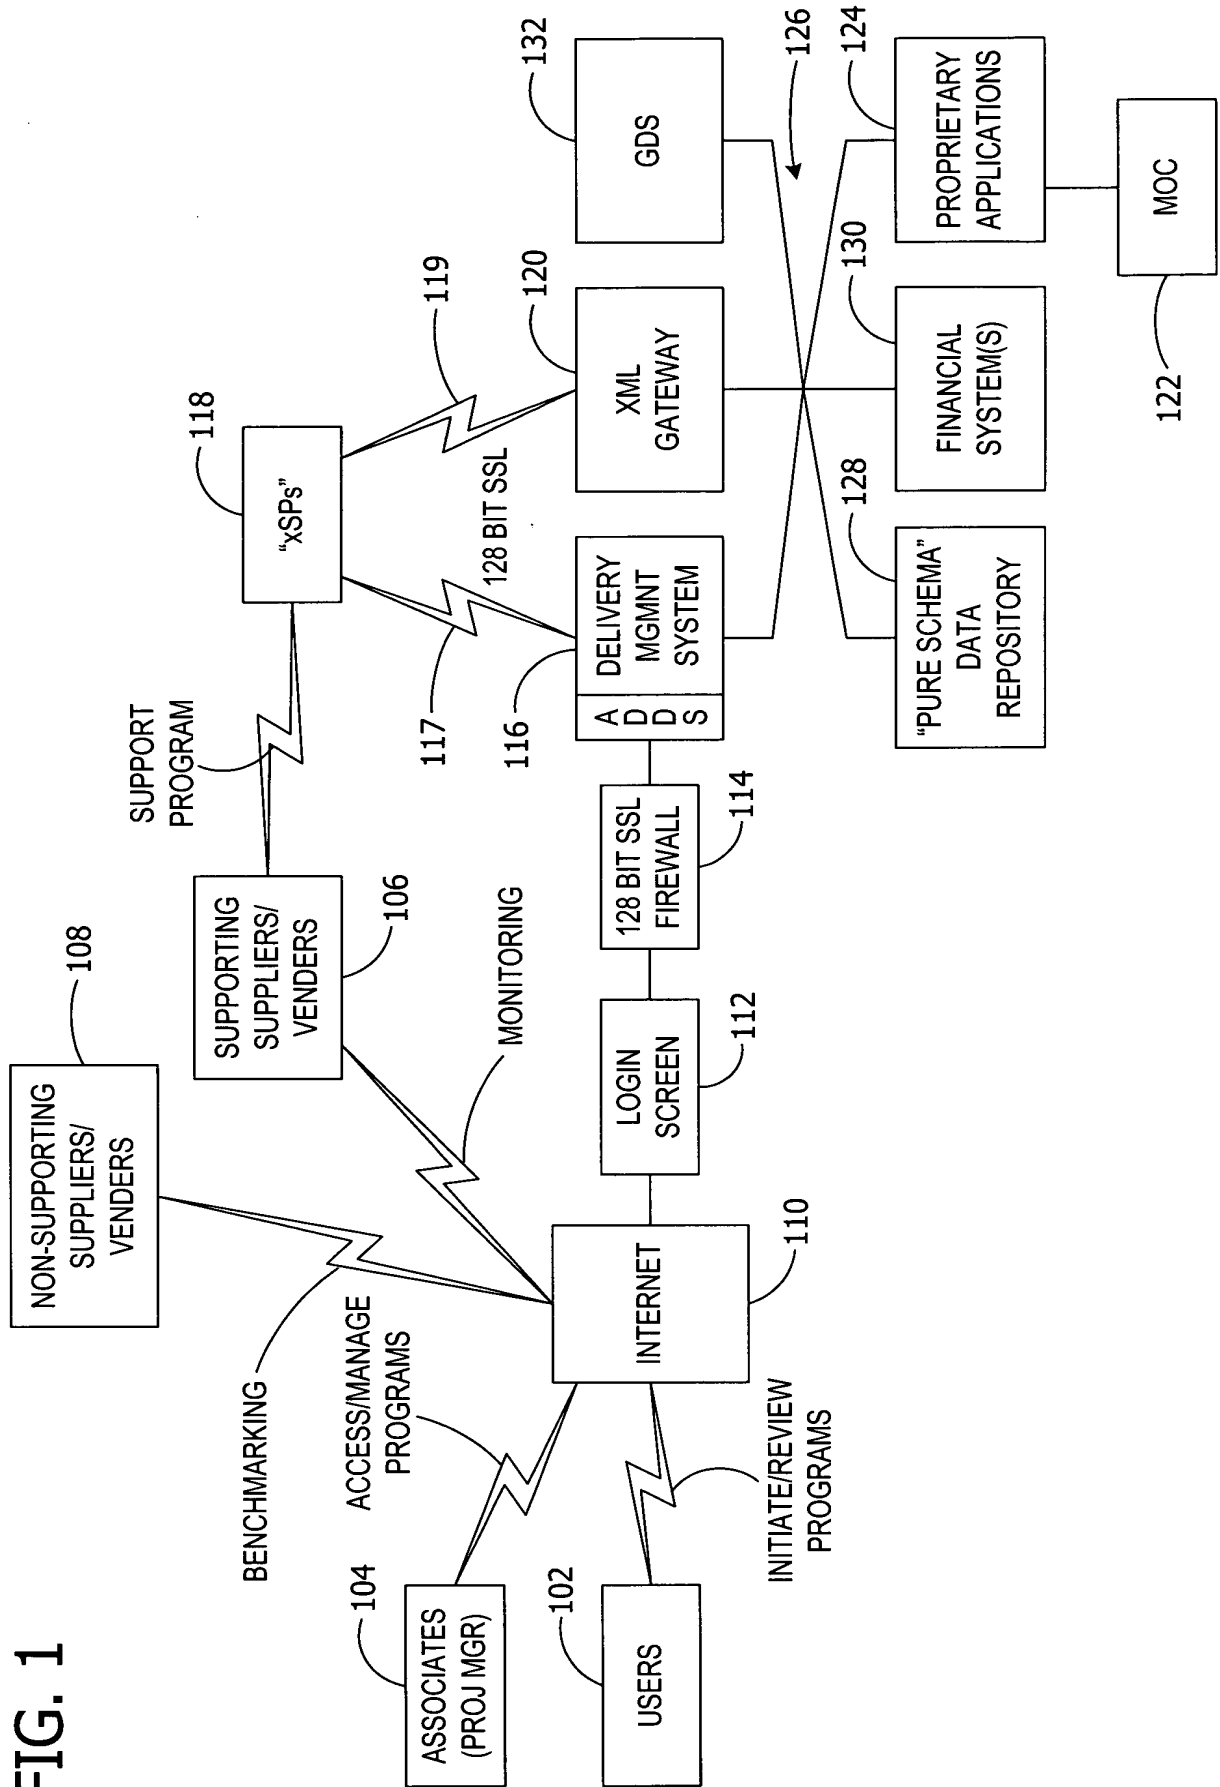 FIG. 1
NON-SUPPORTING
SUPPLIERS/
VENDERS
108
SUPPORTING
SUPPLIERS/
VENDERS
106
SUPPORT
PROGRAM
"xSPs"
118
BENCHMARKING
MONITORING
117
128 BIT SSL
119
ACCESS/MANAGE
PROGRAMS
ASSOCIATES
(PROJ MGR)
104
USERS
102
INITIATE/REVIEW
PROGRAMS
INTERNET
110
LOGIN
SCREEN
112
128 BIT SSL
FIREWALL
114
A
D
D
S
DELIVERY
MGMNT
SYSTEM
116
XML
GATEWAY
120
GDS
132
126
"PURE SCHEMA"
DATA
REPOSITORY
128
FINANCIAL
SYSTEM(S)
130
PROPRIETARY
APPLICATIONS
124
MOC
122